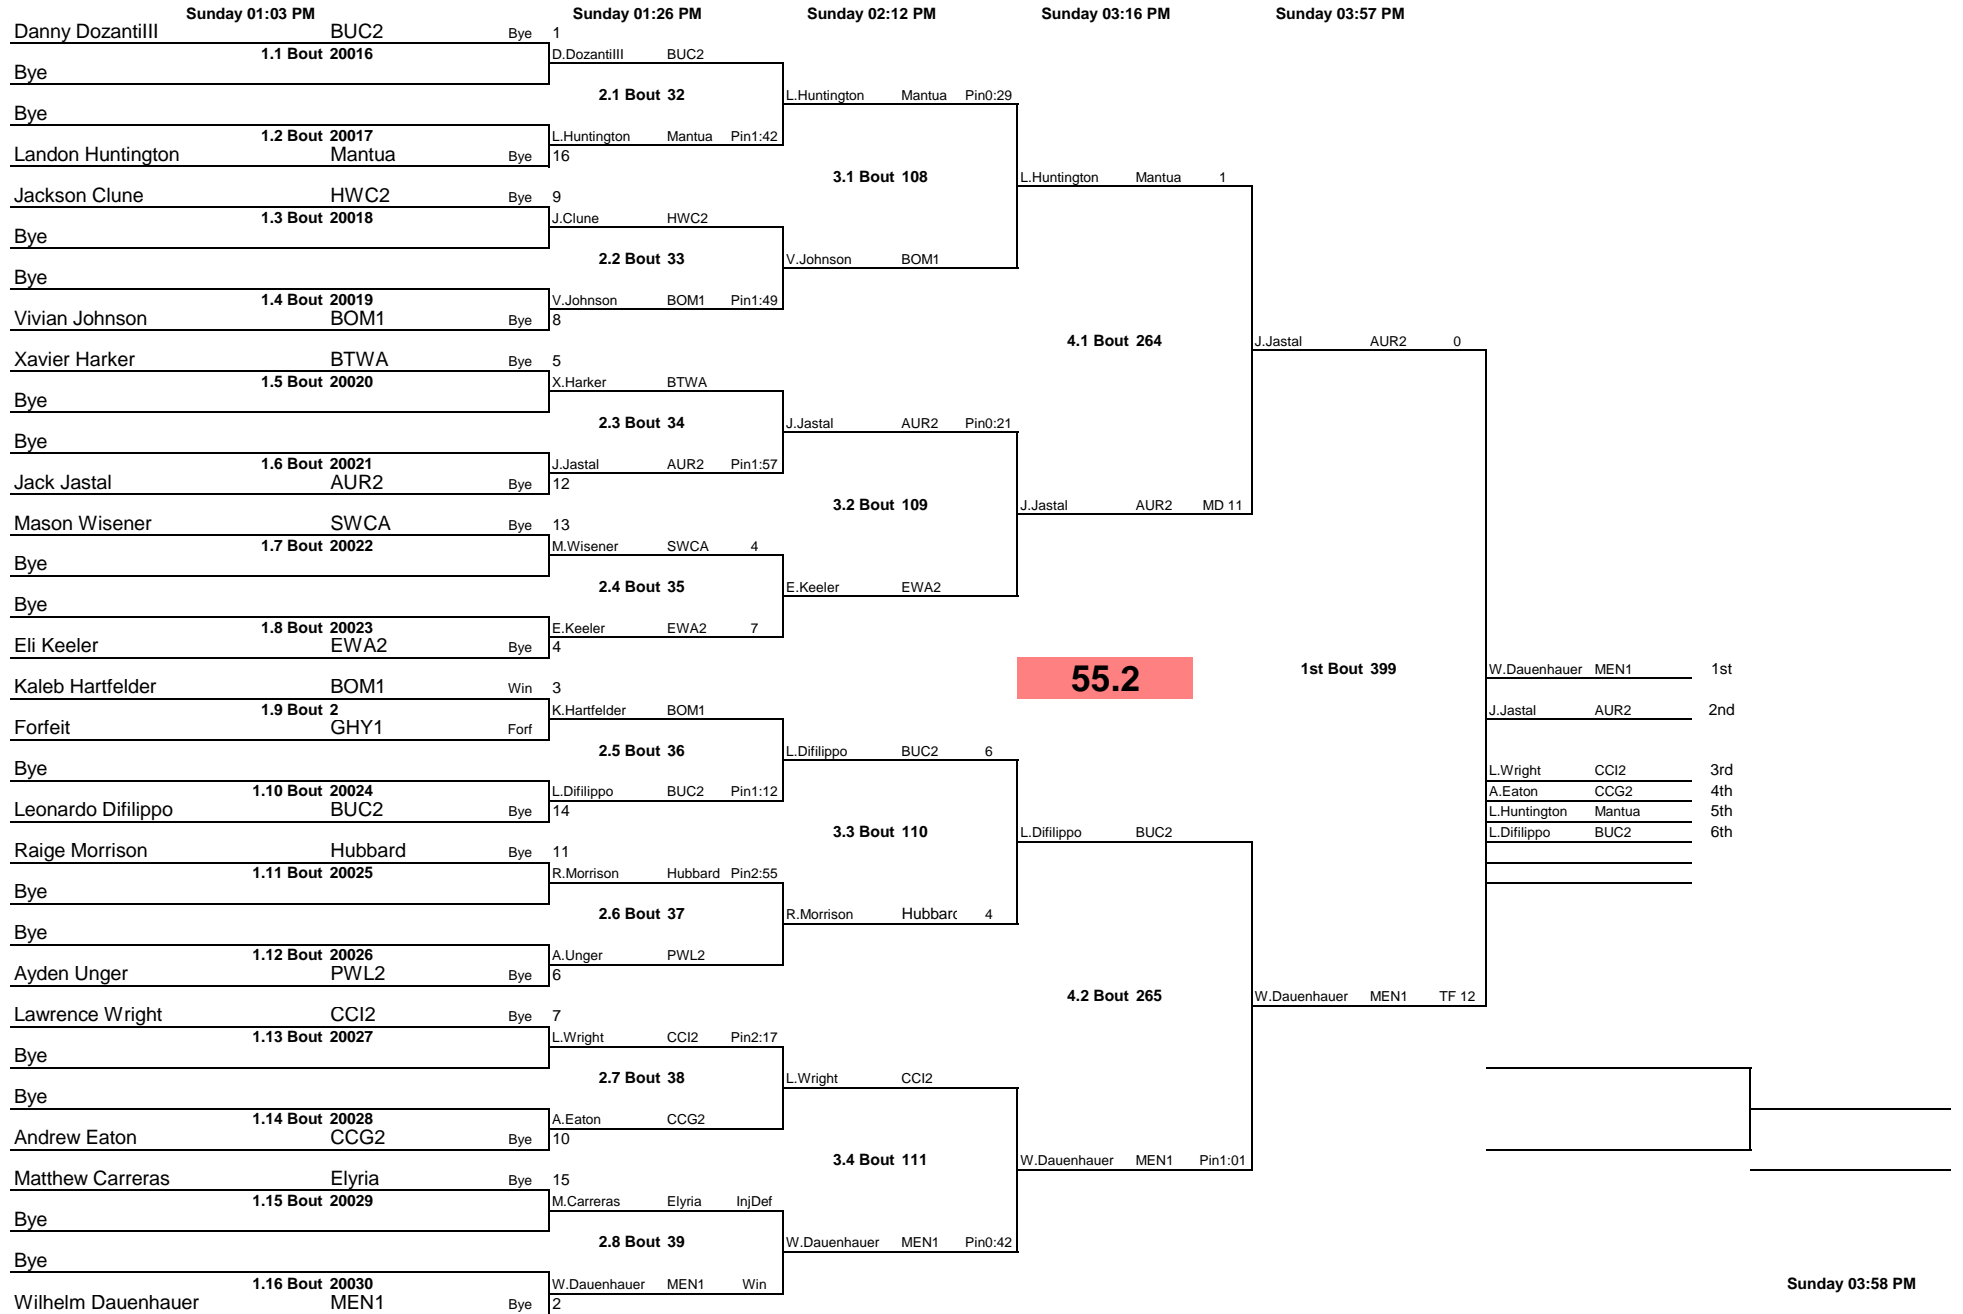 Sunday 01:03 PM Sunday 01:26 PM Sunday 02:12 PM Sunday 03:16 PM Sunday 03:57 PM
Danny DozantiIII BUC2 Bye 1
1.1 Bout 20016 D.DozantiIII BUC2
Bye
2.1 Bout 32 L.Huntington Mantua Pin0:29
Bye
1.2 Bout 20017 L.Huntington Mantua Pin1:42
Landon Huntington Mantua Bye 16
3.1 Bout 108 L.Huntington Mantua 1
Jackson Clune HWC2 Bye 9
1.3 Bout 20018 J.Clune HWC2
Bye
2.2 Bout 33 V.Johnson BOM1
Bye
1.4 Bout 20019 V.Johnson BOM1 Pin1:49
Vivian Johnson BOM1 Bye 8
4.1 Bout 264 J.Jastal AUR2 0
Xavier Harker BTWA Bye 5
1.5 Bout 20020 X.Harker BTWA
Bye
2.3 Bout 34 J.Jastal AUR2 Pin0:21
Bye
1.6 Bout 20021 J.Jastal AUR2 Pin1:57
Jack Jastal AUR2 Bye 12
3.2 Bout 109 J.Jastal AUR2 MD 11
Mason Wisener SWCA Bye 13
1.7 Bout 20022 M.Wisener SWCA 4
Bye
2.4 Bout 35 E.Keeler EWA2
Bye
1.8 Bout 20023 E.Keeler EWA2 7
Eli Keeler EWA2 Bye 4
55.2 1st Bout 399 W.Dauenhauer MEN1 1st
Kaleb Hartfelder BOM1 Win 3
1.9 Bout 2 K.Hartfelder BOM1 J.Jastal AUR2 2nd
Forfeit GHY1 Forf
2.5 Bout 36 L.Difilippo BUC2 6
Bye L.Wright CCI2 3rd
1.10 Bout 20024 L.Difilippo BUC2 Pin1:12 A.Eaton CCG2 4th
Leonardo Difilippo BUC2 Bye 14 L.Huntington Mantua 5th
3.3 Bout 110 L.Difilippo BUC2 L.Difilippo BUC2 6th
Raige Morrison Hubbard Bye 11
1.11 Bout 20025 R.Morrison Hubbard Pin2:55
Bye
2.6 Bout 37 R.Morrison Hubbard 4
Bye
1.12 Bout 20026 A.Unger PWL2
Ayden Unger PWL2 Bye 6
4.2 Bout 265 W.Dauenhauer MEN1 TF 12
Lawrence Wright CCI2 Bye 7
1.13 Bout 20027 L.Wright CCI2 Pin2:17
Bye
2.7 Bout 38 L.Wright CCI2
Bye
1.14 Bout 20028 A.Eaton CCG2
Andrew Eaton CCG2 Bye 10
3.4 Bout 111 W.Dauenhauer MEN1 Pin1:01
Matthew Carreras Elyria Bye 15
1.15 Bout 20029 M.Carreras Elyria InjDef
Bye
2.8 Bout 39 W.Dauenhauer MEN1 Pin0:42
Bye
1.16 Bout 20030 W.Dauenhauer MEN1 Win Sunday 03:58 PM
Wilhelm Dauenhauer MEN1 Bye 2